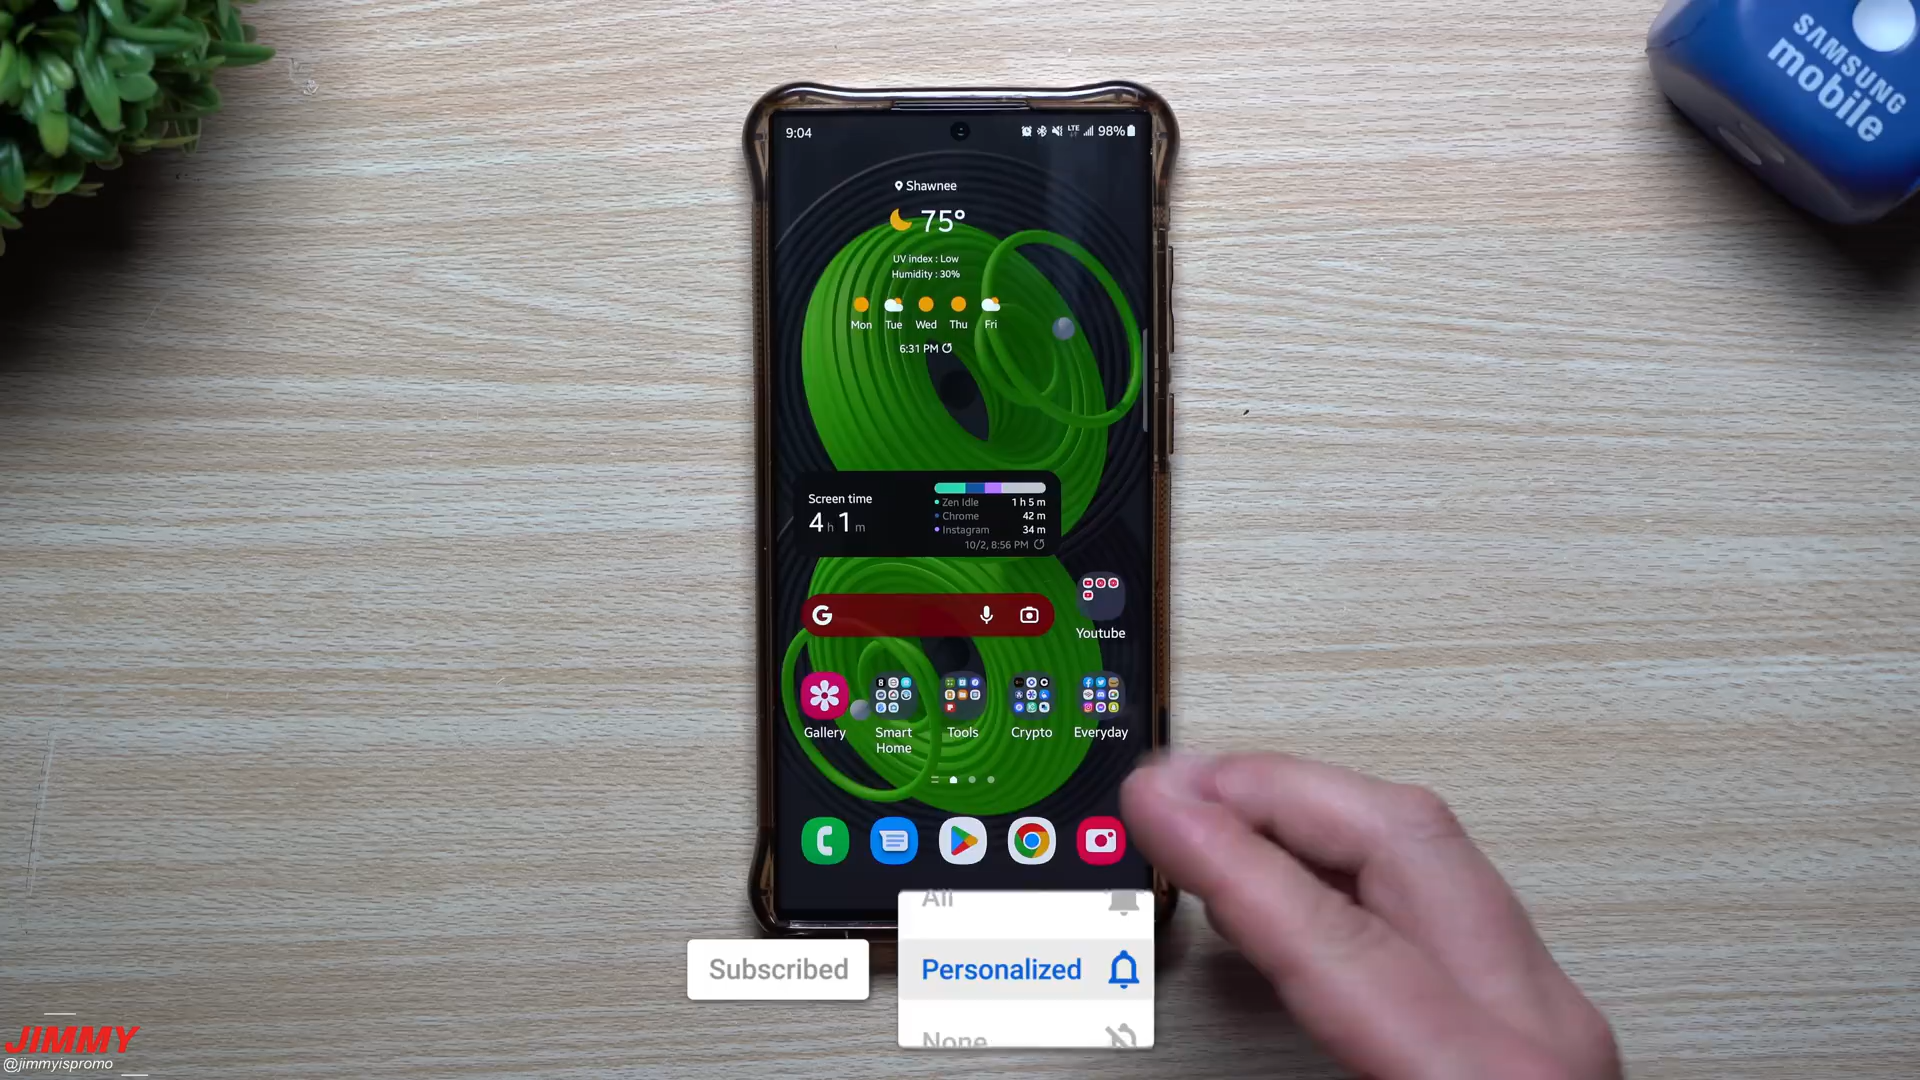 SAMSUNG
mobile
9:04
LTE
98%
Shawnee
75°
UV index : Low
Humidity : 30%
Mon Tue Wed Thu Fri
6:31 PM
Screen time
4 h 1 m
Zen Idle 1 h 5 m
Chrome 42 m
Instagram 34 m
10/2, 8:56 PM
G
Youtube
Gallery
Smart
Home
Tools
Crypto
Everyday
All
Subscribed
Personalized
None
JIMMY
@jimmyispromo